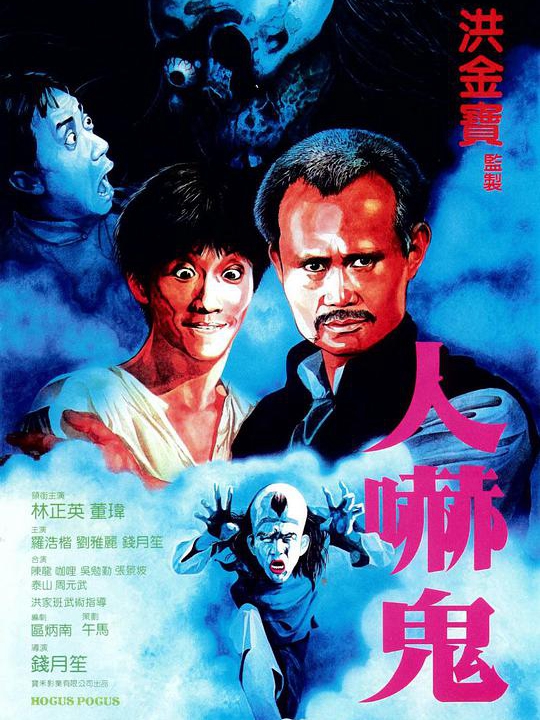 洪金寶
監製
人嚇鬼
領銜主演
林正英 董瑋
主演
羅浩楷 劉雅麗 錢月笙
合演
陳龍 咖哩 吳勉勤 張景坡
泰山 周元武
洪家班武術指導
編劇 策劃
區炳南 午馬
導演
錢月笙
寶禾影業有限公司出品
HOCUS POCUS